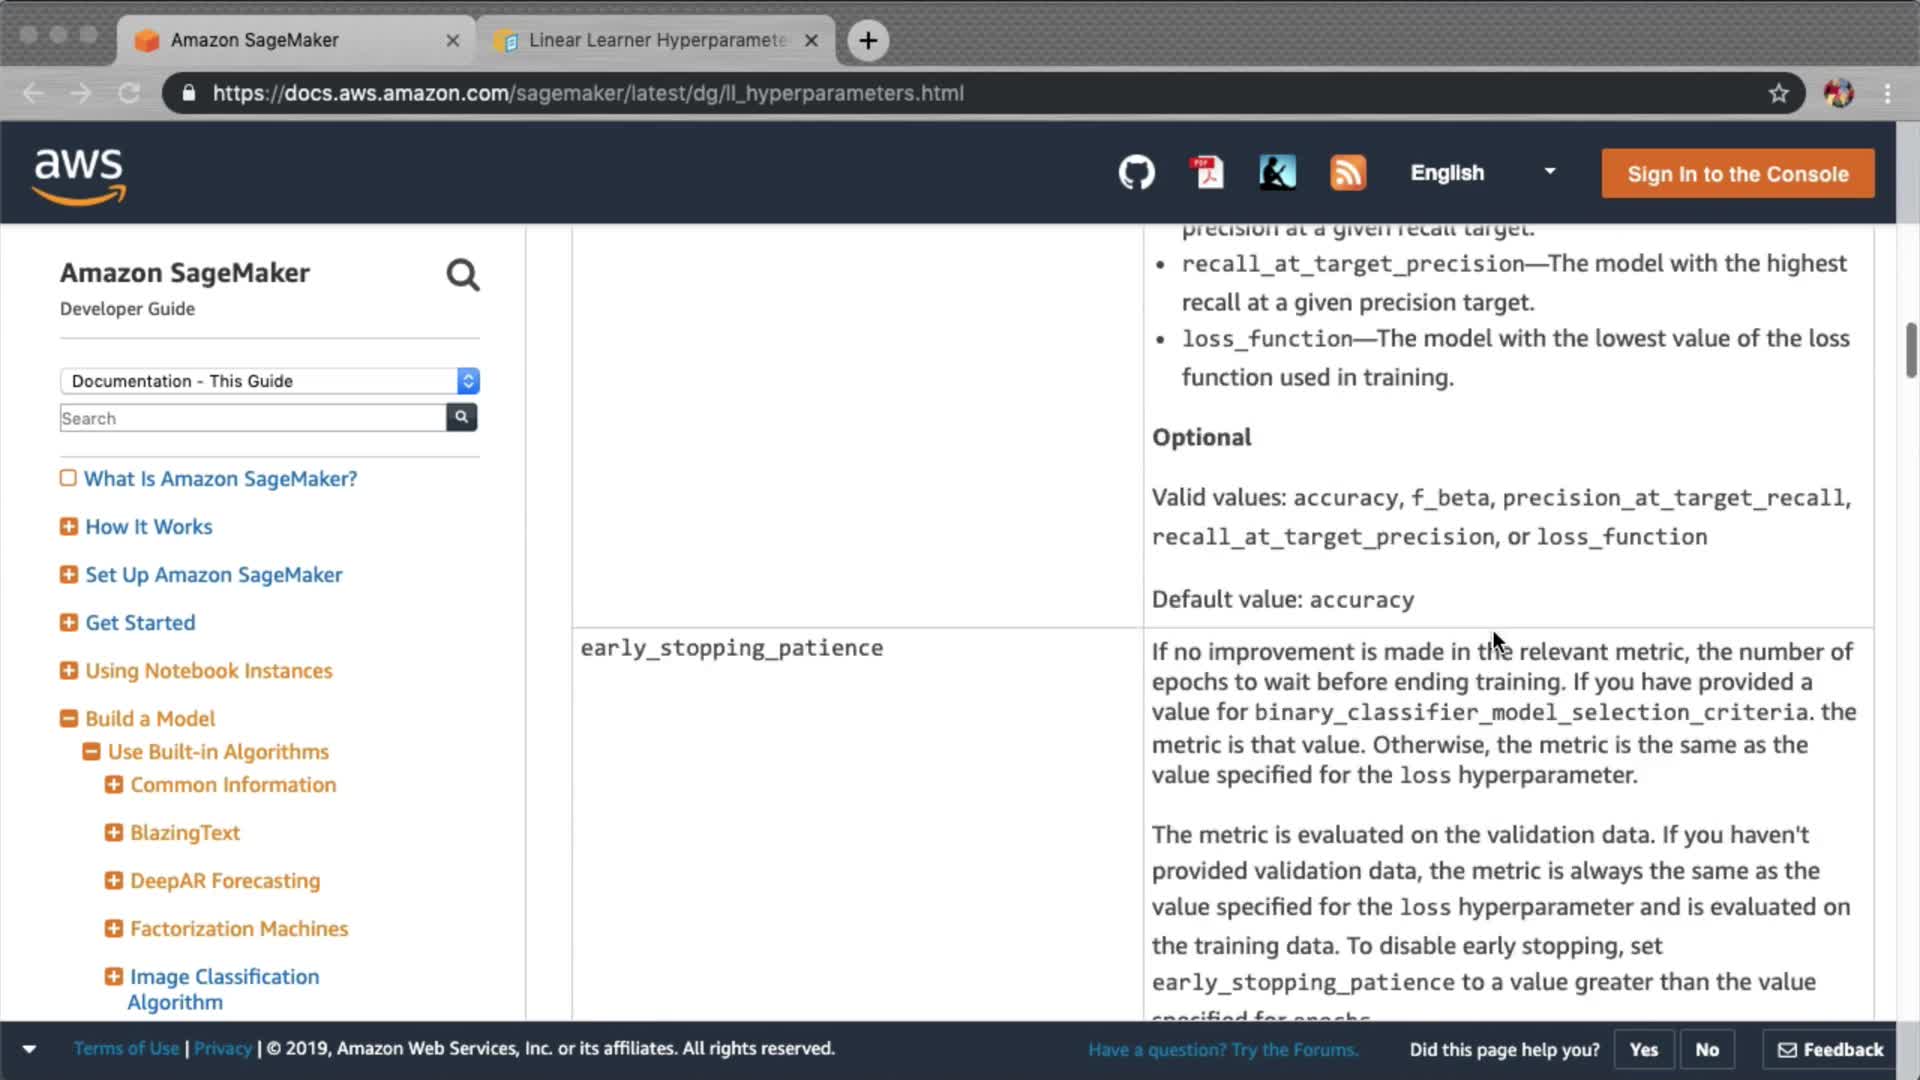 Amazon SageMaker
Linear Learner Hyperparamete
https://docs.aws.amazon.com/sagemaker/latest/dg/ll_hyperparameters.html
aws
PDF
English
Sign In to the Console
Amazon SageMaker
Developer Guide
Documentation - This Guide
Search
What Is Amazon SageMaker?
How It Works
Set Up Amazon SageMaker
Get Started
Using Notebook Instances
Build a Model
Use Built-in Algorithms
Common Information
BlazingText
DeepAR Forecasting
Factorization Machines
Image Classification
Algorithm
precision at a given recall target.
• recall_at_target_precision—The model with the highest
recall at a given precision target.
• loss_function—The model with the lowest value of the loss
function used in training.
Optional
Valid values: accuracy, f_beta, precision_at_target_recall,
recall_at_target_precision, or loss_function
Default value: accuracy
early_stopping_patience
If no improvement is made in the relevant metric, the number of
epochs to wait before ending training. If you have provided a
value for binary_classifier_model_selection_criteria. the
metric is that value. Otherwise, the metric is the same as the
value specified for the loss hyperparameter.
The metric is evaluated on the validation data. If you haven't
provided validation data, the metric is always the same as the
value specified for the loss hyperparameter and is evaluated on
the training data. To disable early stopping, set
early_stopping_patience to a value greater than the value
specified for epochs.
Terms of Use | Privacy | © 2019, Amazon Web Services, Inc. or its affiliates. All rights reserved.
Have a question? Try the Forums.
Did this page help you?
Yes
No
Feedback